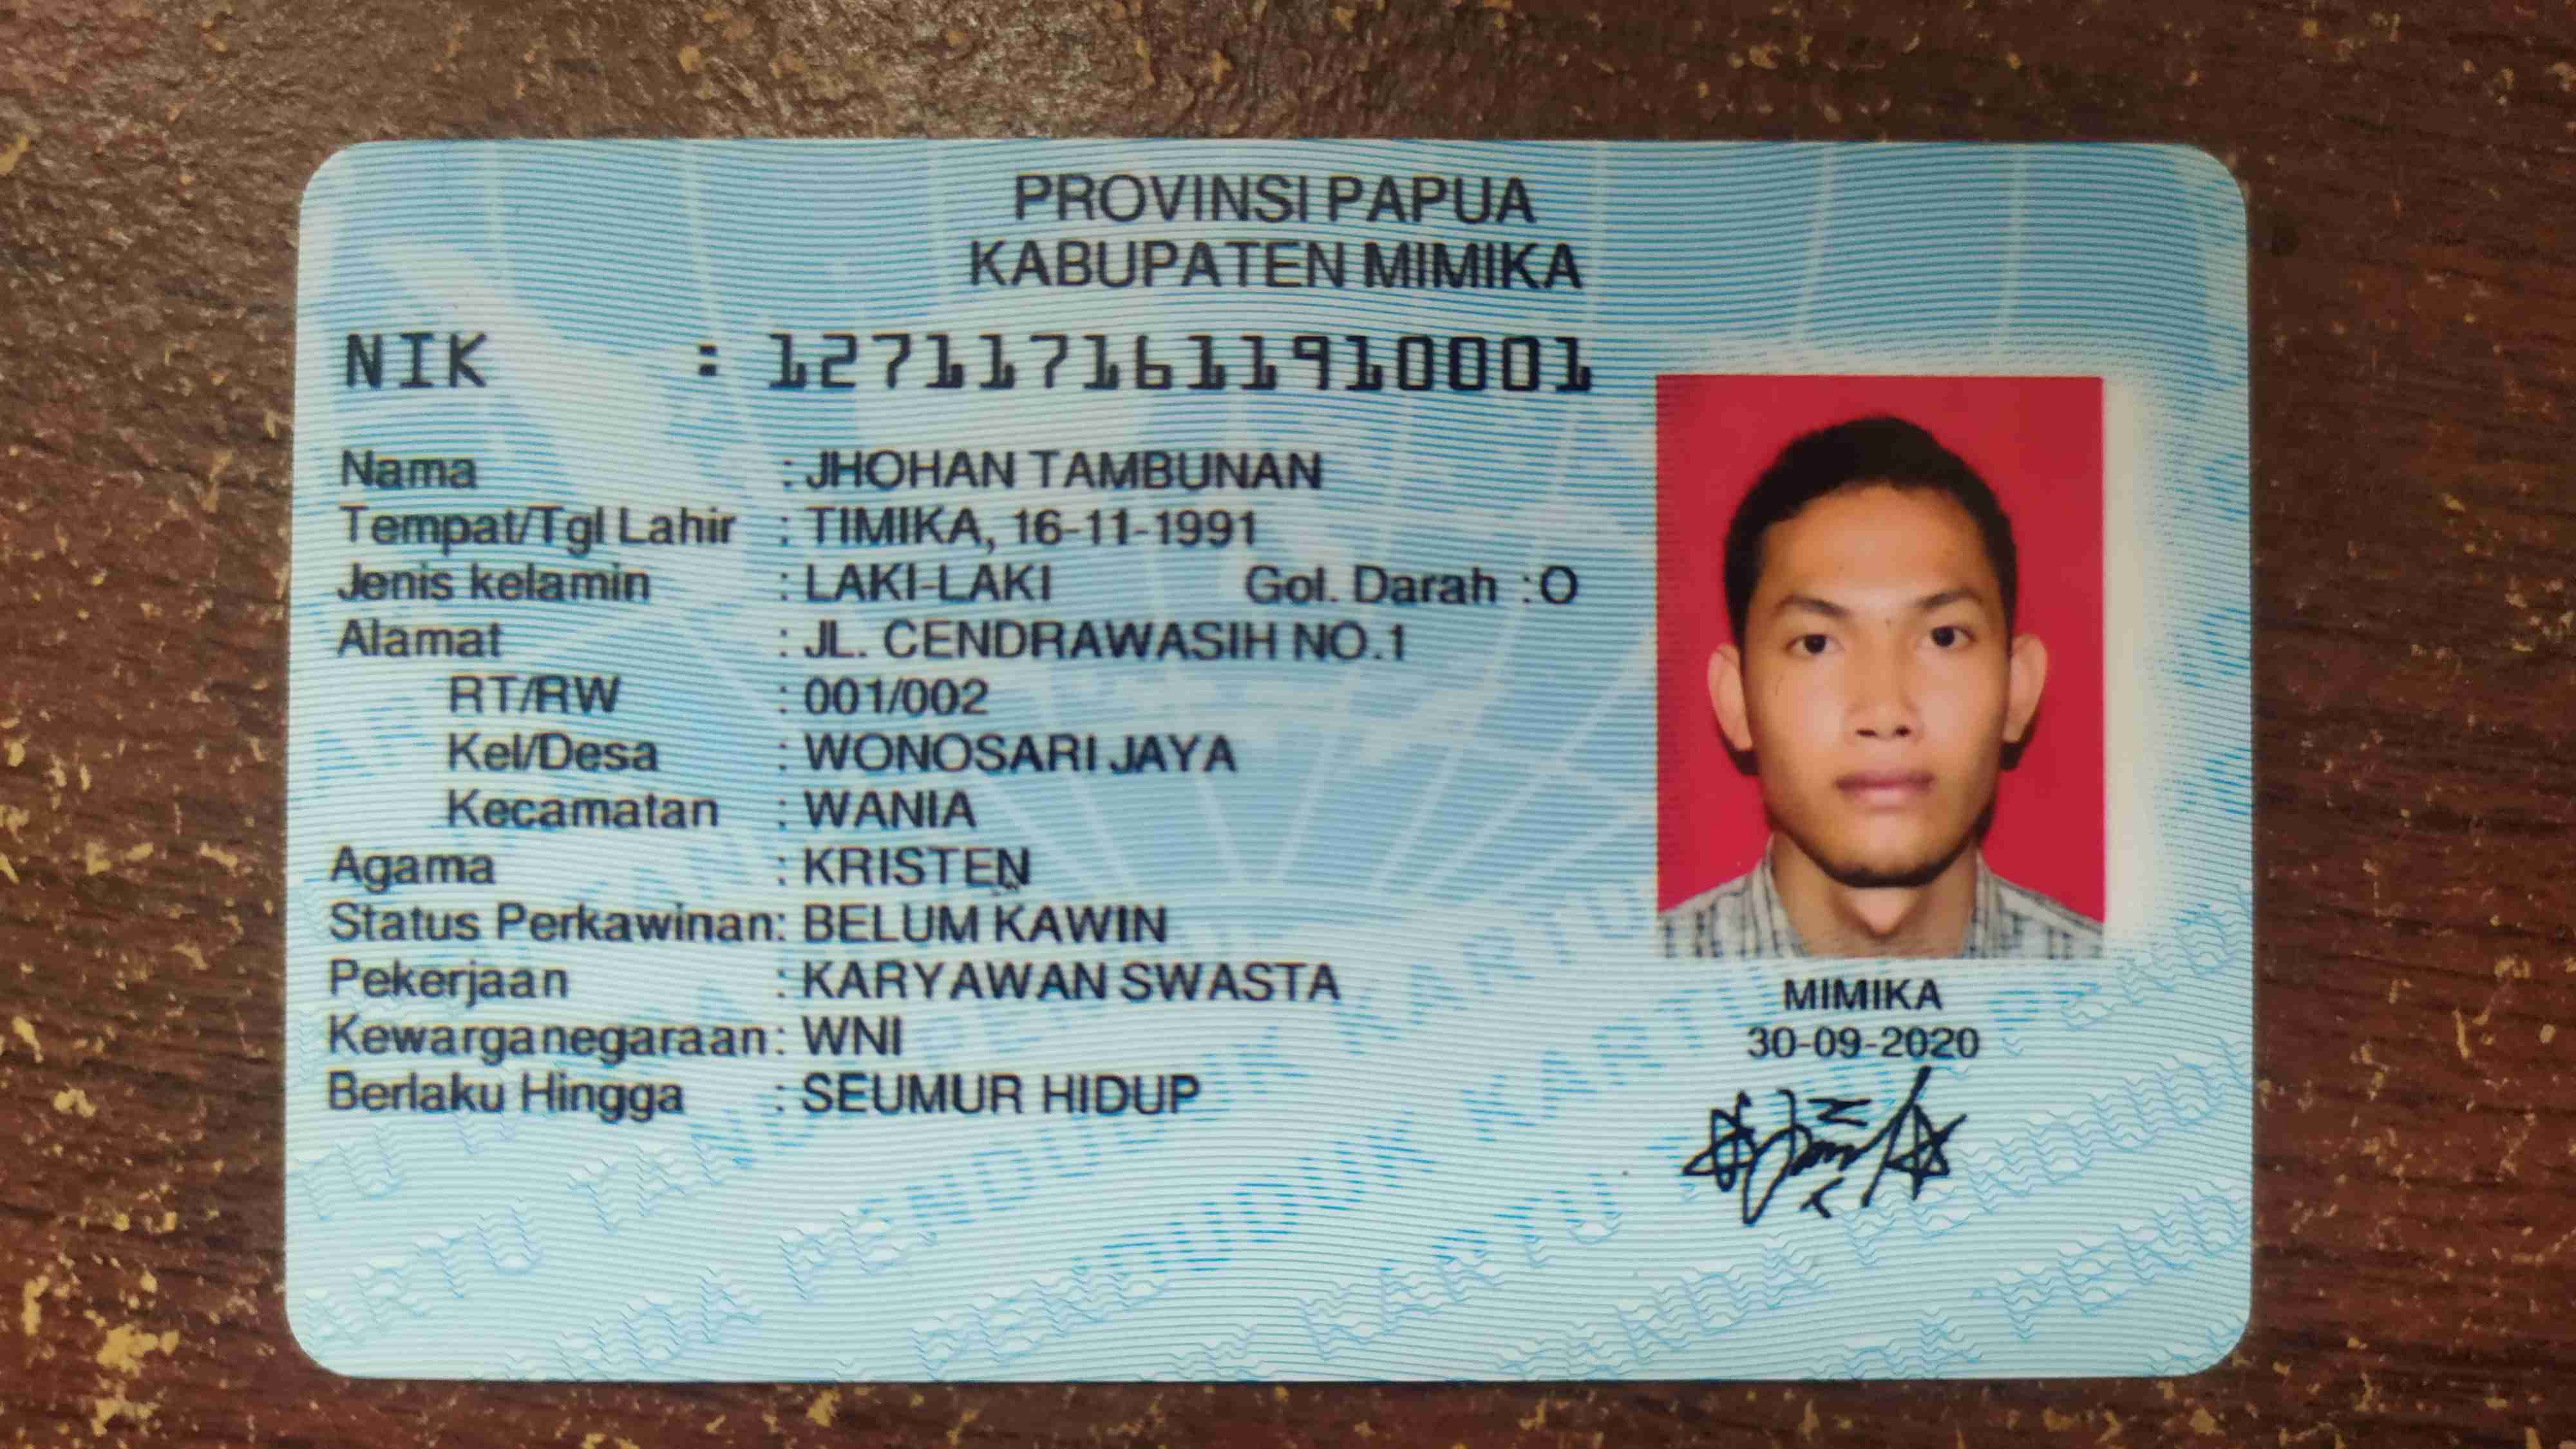 PROVINSI PAPUA
KABUPATEN MIMIKA
NIK : 1271171611910001
Nama : JHOHAN TAMBUNAN
Tempat/Tgl Lahir : TIMIKA, 16-11-1991
Jenis kelamin : LAKI-LAKI Gol. Darah : O
Alamat : JL. CENDRAWASIH NO.1
RT/RW : 001/002
Kel/Desa : WONOSARI JAYA
Kecamatan : WANIA
Agama : KRISTEN
Status Perkawinan: BELUM KAWIN
Pekerjaan : KARYAWAN SWASTA
Kewarganegaraan: WNI
Berlaku Hingga : SEUMUR HIDUP
MIMIKA
30-09-2020